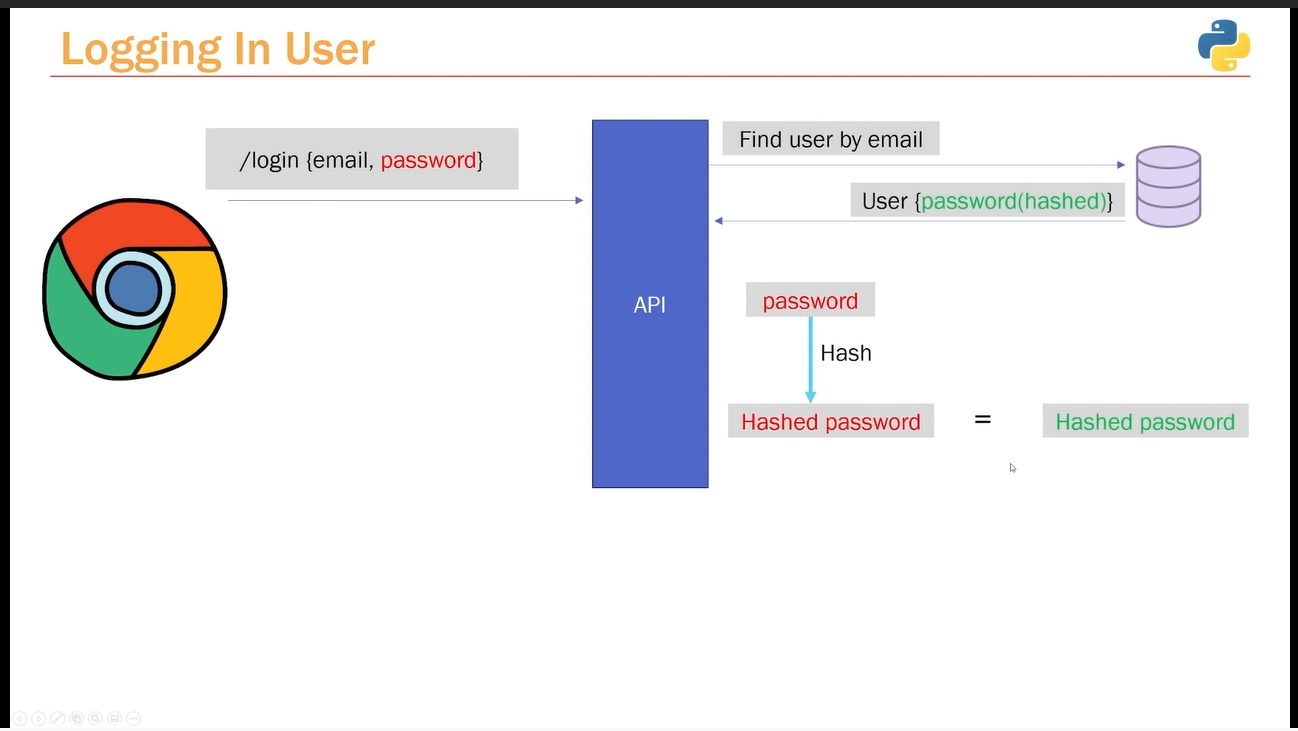 Logging In User
/login {email, password}
Find user by email
User {password(hashed)}
API
password
Hash
Hashed password
=
Hashed password